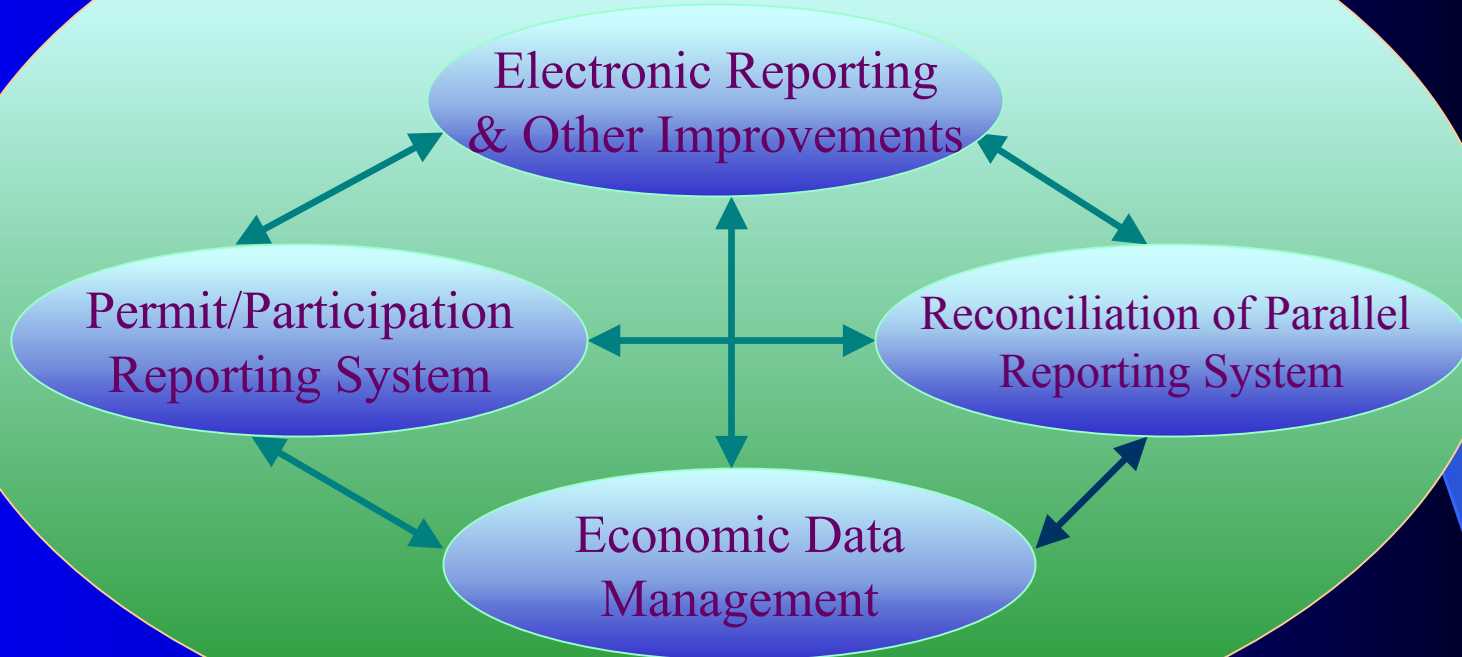 Electronic Reporting
& Other Improvements
Permit/Participation
Reporting System
Reconciliation of Parallel
Reporting System
Economic Data
Management